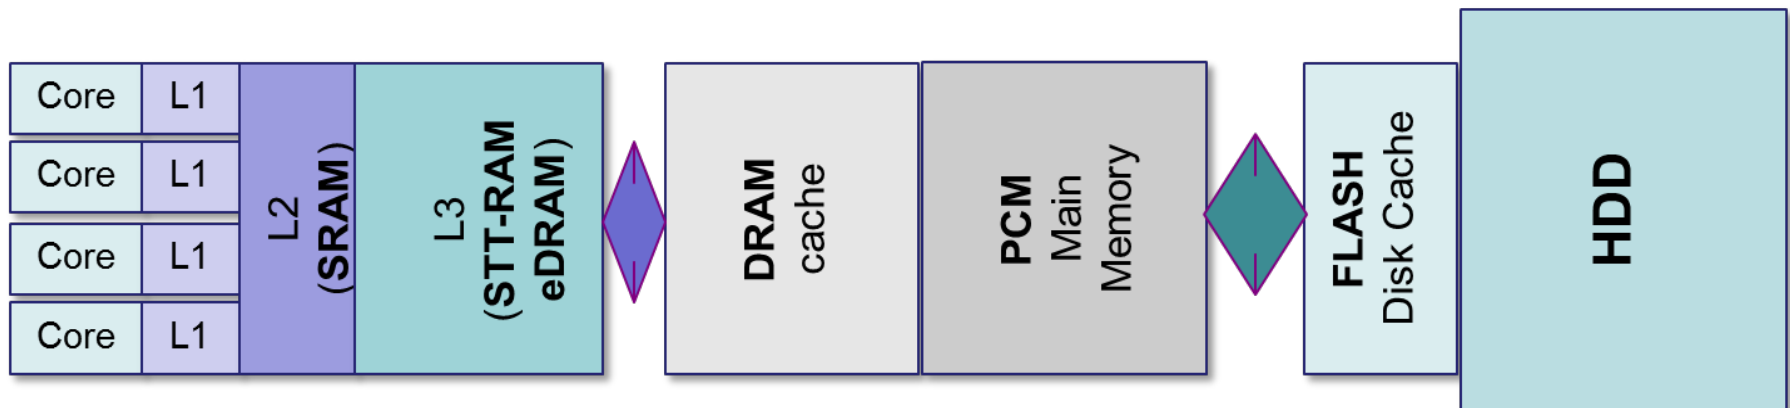 Core
L1
Core
L1
Core
L1
Core
L1
L2
(SRAM)
L3
(STT-RAM
eDRAM)
DRAM
cache
PCM
Main
Memory
FLASH
Disk Cache
HDD